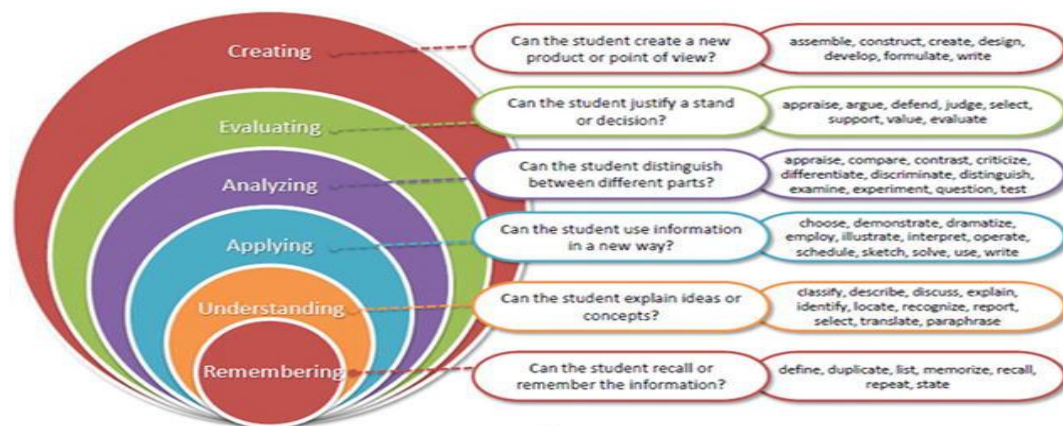 Creating
Can the student create a new
product or point of view?
assemble, construct, create, design,
develop, formulate, write
Evaluating
Can the student justify a stand
or decision?
appraise, argue, defend, judge, select,
support, value, evaluate
Analyzing
Can the student distinguish
between different parts?
appraise, compare, contrast, criticize,
differentiate, discriminate, distinguish,
examine, experiment, question, test
Applying
Can the student use information
in a new way?
choose, demonstrate, dramatize,
employ, illustrate, interpret, operate,
schedule, sketch, solve, use, write
Understanding
Can the student explain ideas or
concepts?
classify, describe, discuss, explain,
identify, locate, recognize, report,
select, translate, paraphrase
Remembering
Can the student recall or
remember the information?
define, duplicate, list, memorize, recall,
repeat, state